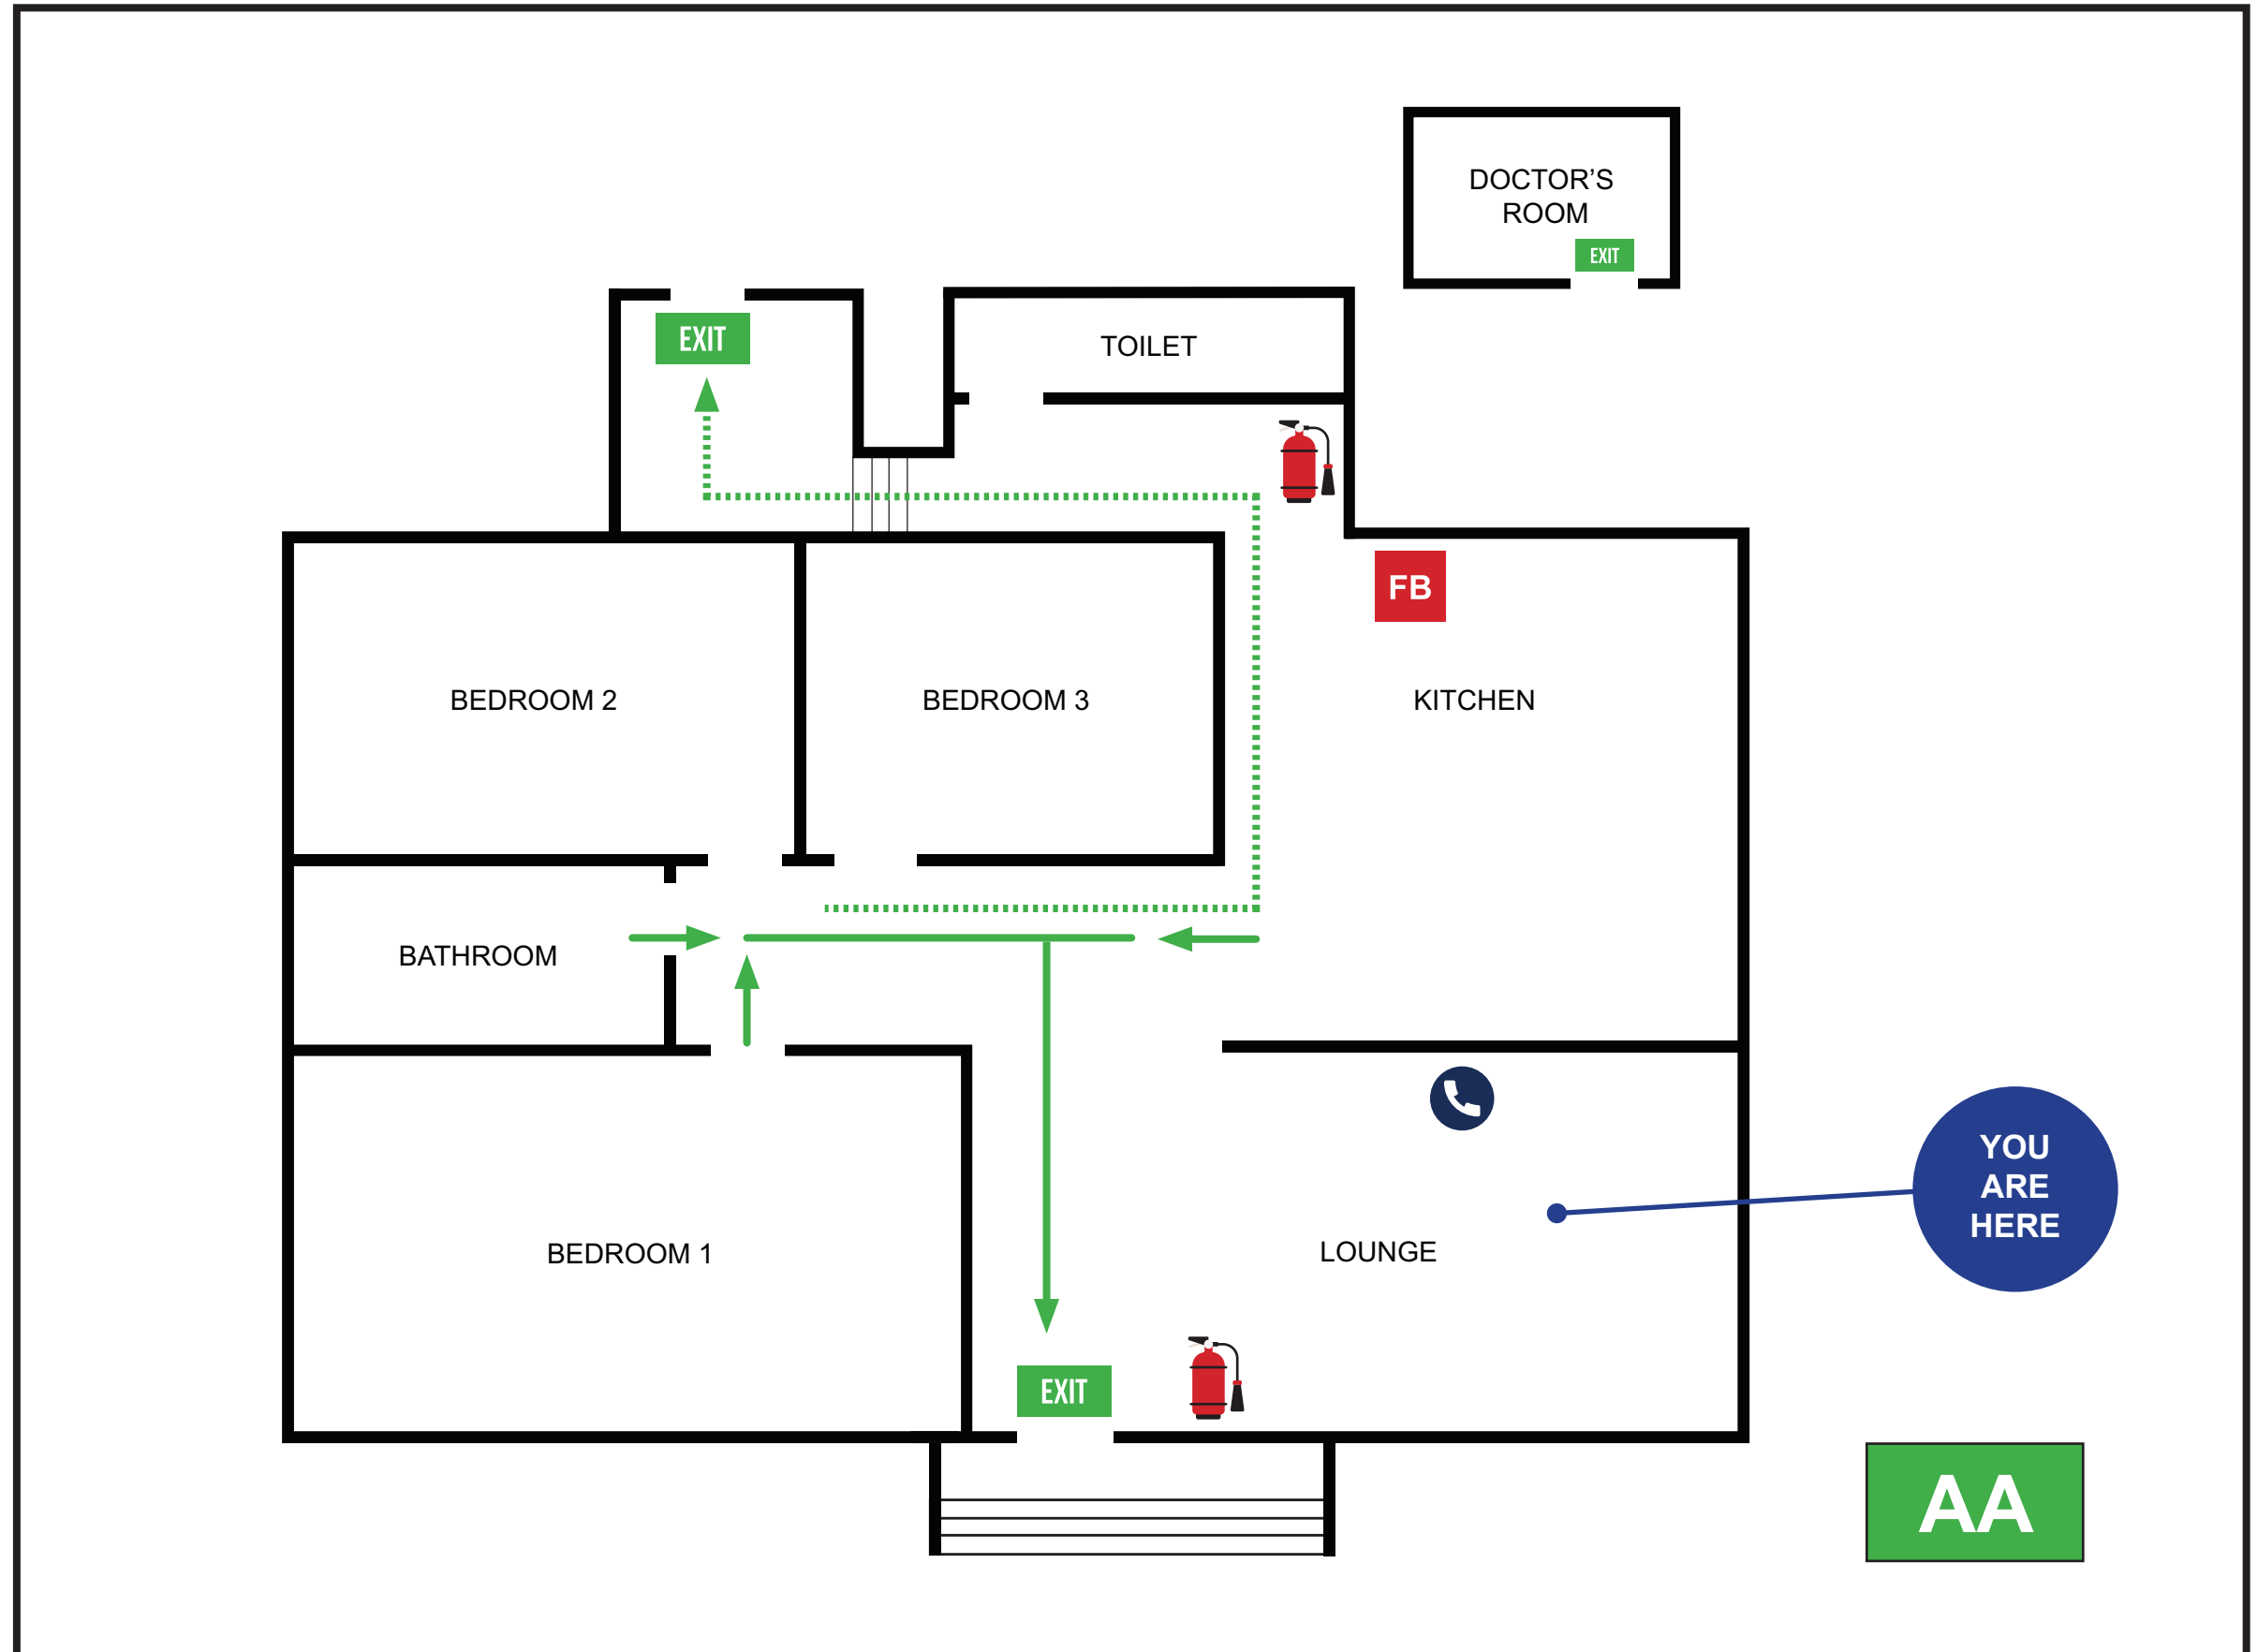 DOCTOR’S
ROOM
EXIT
EXIT
TOILET
FB
BEDROOM 2
BEDROOM 3
KITCHEN
BATHROOM
YOU
ARE
HERE
BEDROOM 1
LOUNGE
EXIT
AA